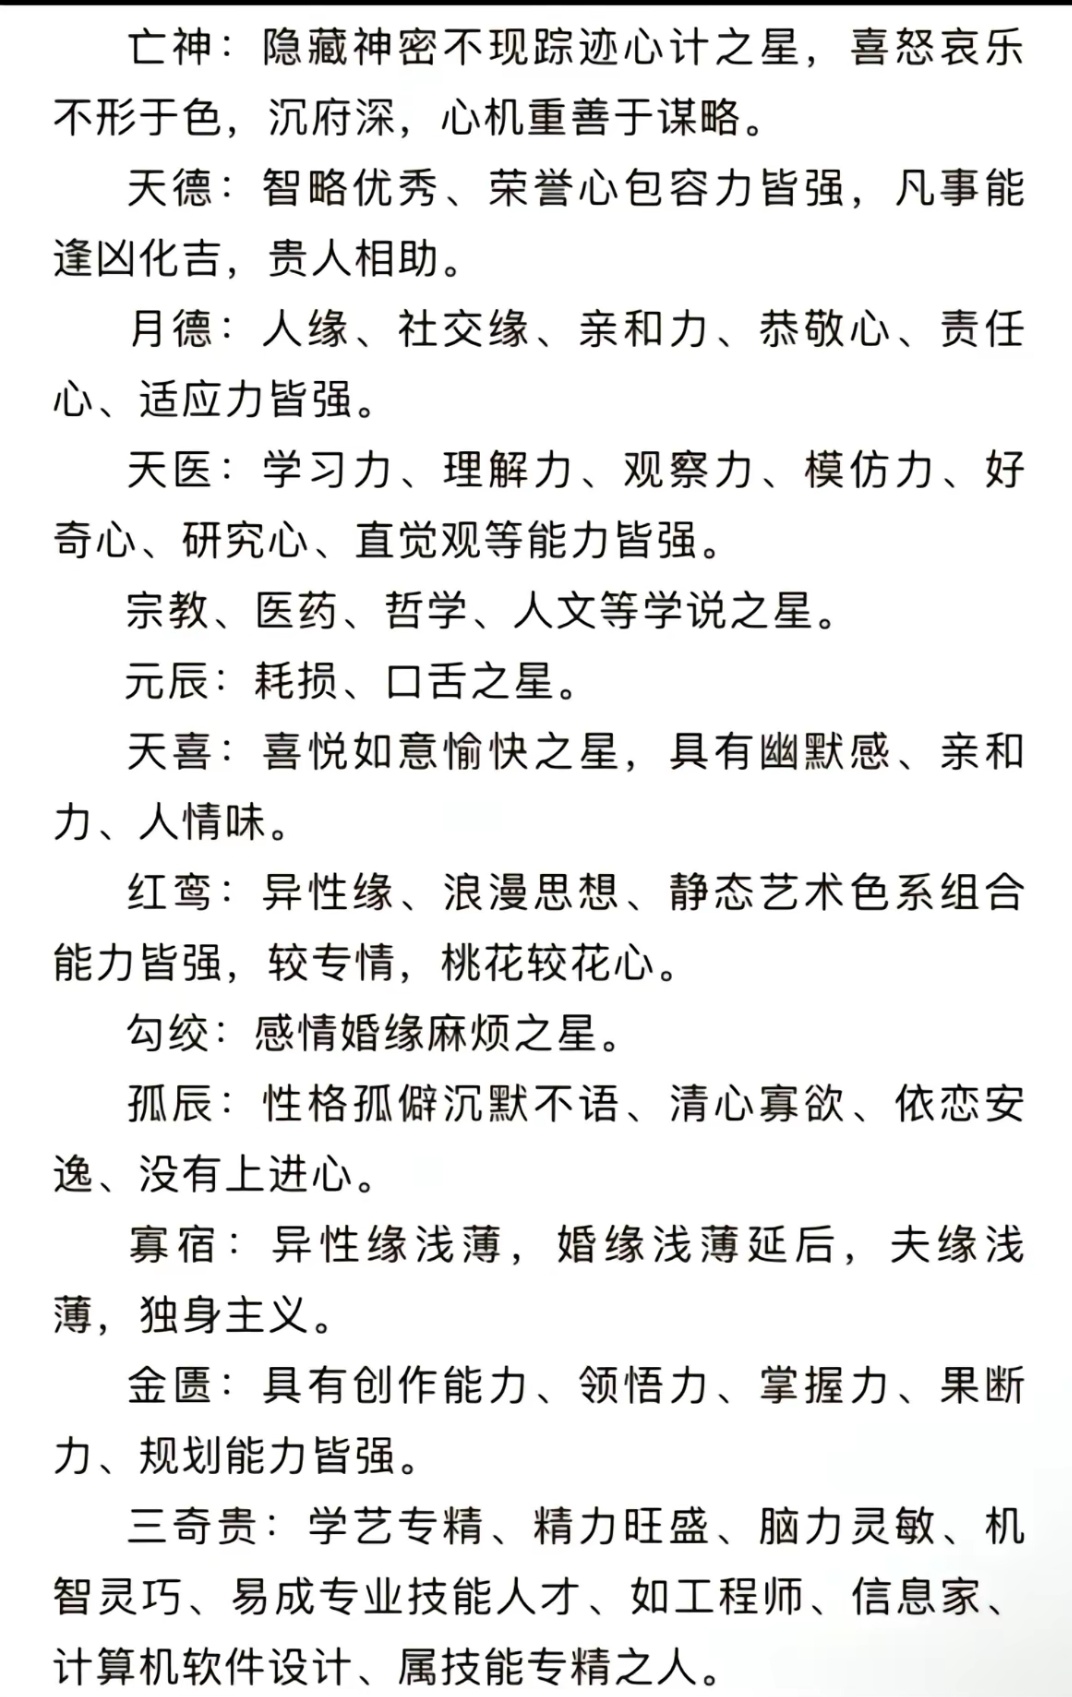 亡神：隐藏神密不现踪迹心计之星，喜怒哀乐
不形于色，沉府深，心机重善于谋略。
天德：智略优秀、荣誉心包容力皆强，凡事能
逢凶化吉，贵人相助。
月德：人缘、社交缘、亲和力、恭敬心、责任
心、适应力皆强。
天医：学习力、理解力、观察力、模仿力、好
奇心、研究心、直觉观等能力皆强。
宗教、医药、哲学、人文等学说之星。
元辰：耗损、口舌之星。
天喜：喜悦如意愉快之星，具有幽默感、亲和
力、人情味。
红鸾：异性缘、浪漫思想、静态艺术色系组合
能力皆强，较专情，桃花较花心。
勾绞：感情婚缘麻烦之星。
孤辰：性格孤僻沉默不语、清心寡欲、依恋安
逸、没有上进心。
寡宿：异性缘浅薄，婚缘浅薄延后，夫缘浅
薄，独身主义。
金匮：具有创作能力、领悟力、掌握力、果断
力、规划能力皆强。
三奇贵：学艺专精、精力旺盛、脑力灵敏、机
智灵巧、易成专业技能人才、如工程师、信息家、
计算机软件设计、属技能专精之人。